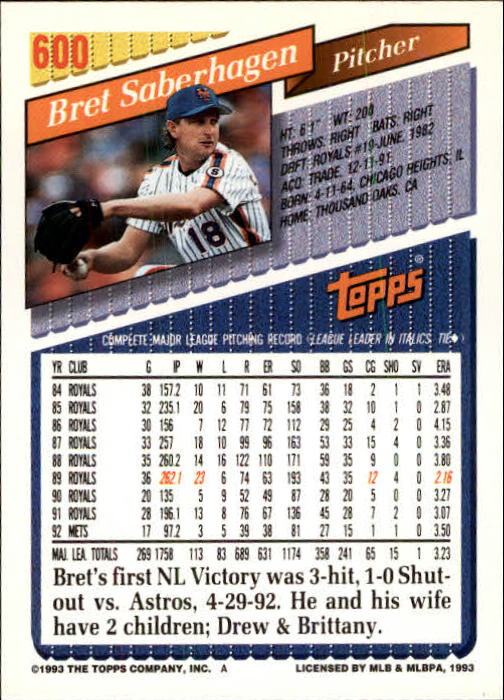 600
Bret Saberhagen
Pitcher
HT: 6'1" WT: 200
THROWS: RIGHT BATS: RIGHT
DRFT: ROYALS #19-JUNE, 1982
ACQ: TRADE, 12-11-91
BORN: 4-11-64, CHICAGO HEIGHTS, IL
HOME: THOUSAND OAKS, CA
18
S
Topps®
COMPLETE MAJOR LEAGUE PITCHING RECORD (LEAGUE LEADER IN ITALICS, TIE◆)
YR CLUB G IP W L R ER SO BB GS CG SHO SV ERA
84 ROYALS 38 157.2 10 11 71 61 73 36 18 2 1 1 3.48
85 ROYALS 32 235.1 20 6 79 75 158 38 32 10 1 0 2.87
86 ROYALS 30 156 7 12 77 72 112 29 25 4 2 0 4.15
87 ROYALS 33 257 18 10 99 96 163 53 33 15 4 0 3.36
88 ROYALS 35 260.2 14 16 122 110 171 59 35 9 0 0 3.80
89 ROYALS 36 262.1 23 6 74 63 193 43 35 12 4 0 2.16
90 ROYALS 20 135 5 9 52 49 87 28 20 5 0 0 3.27
91 ROYALS 28 196.1 13 8 76 67 136 45 28 7 2 0 3.07
92 METS 17 97.2 3 5 39 38 81 27 15 1 1 0 3.50
MAJ. LEA. TOTALS 269 1758 113 83 689 631 1174 358 241 65 15 1 3.23
Bret's first NL Victory was 3-hit, 1-0 Shut-
out vs. Astros, 4-29-92. He and his wife
have 2 children; Drew & Brittany.
©1993 THE TOPPS COMPANY, INC. A LICENSED BY MLB & MLBPA, 1993